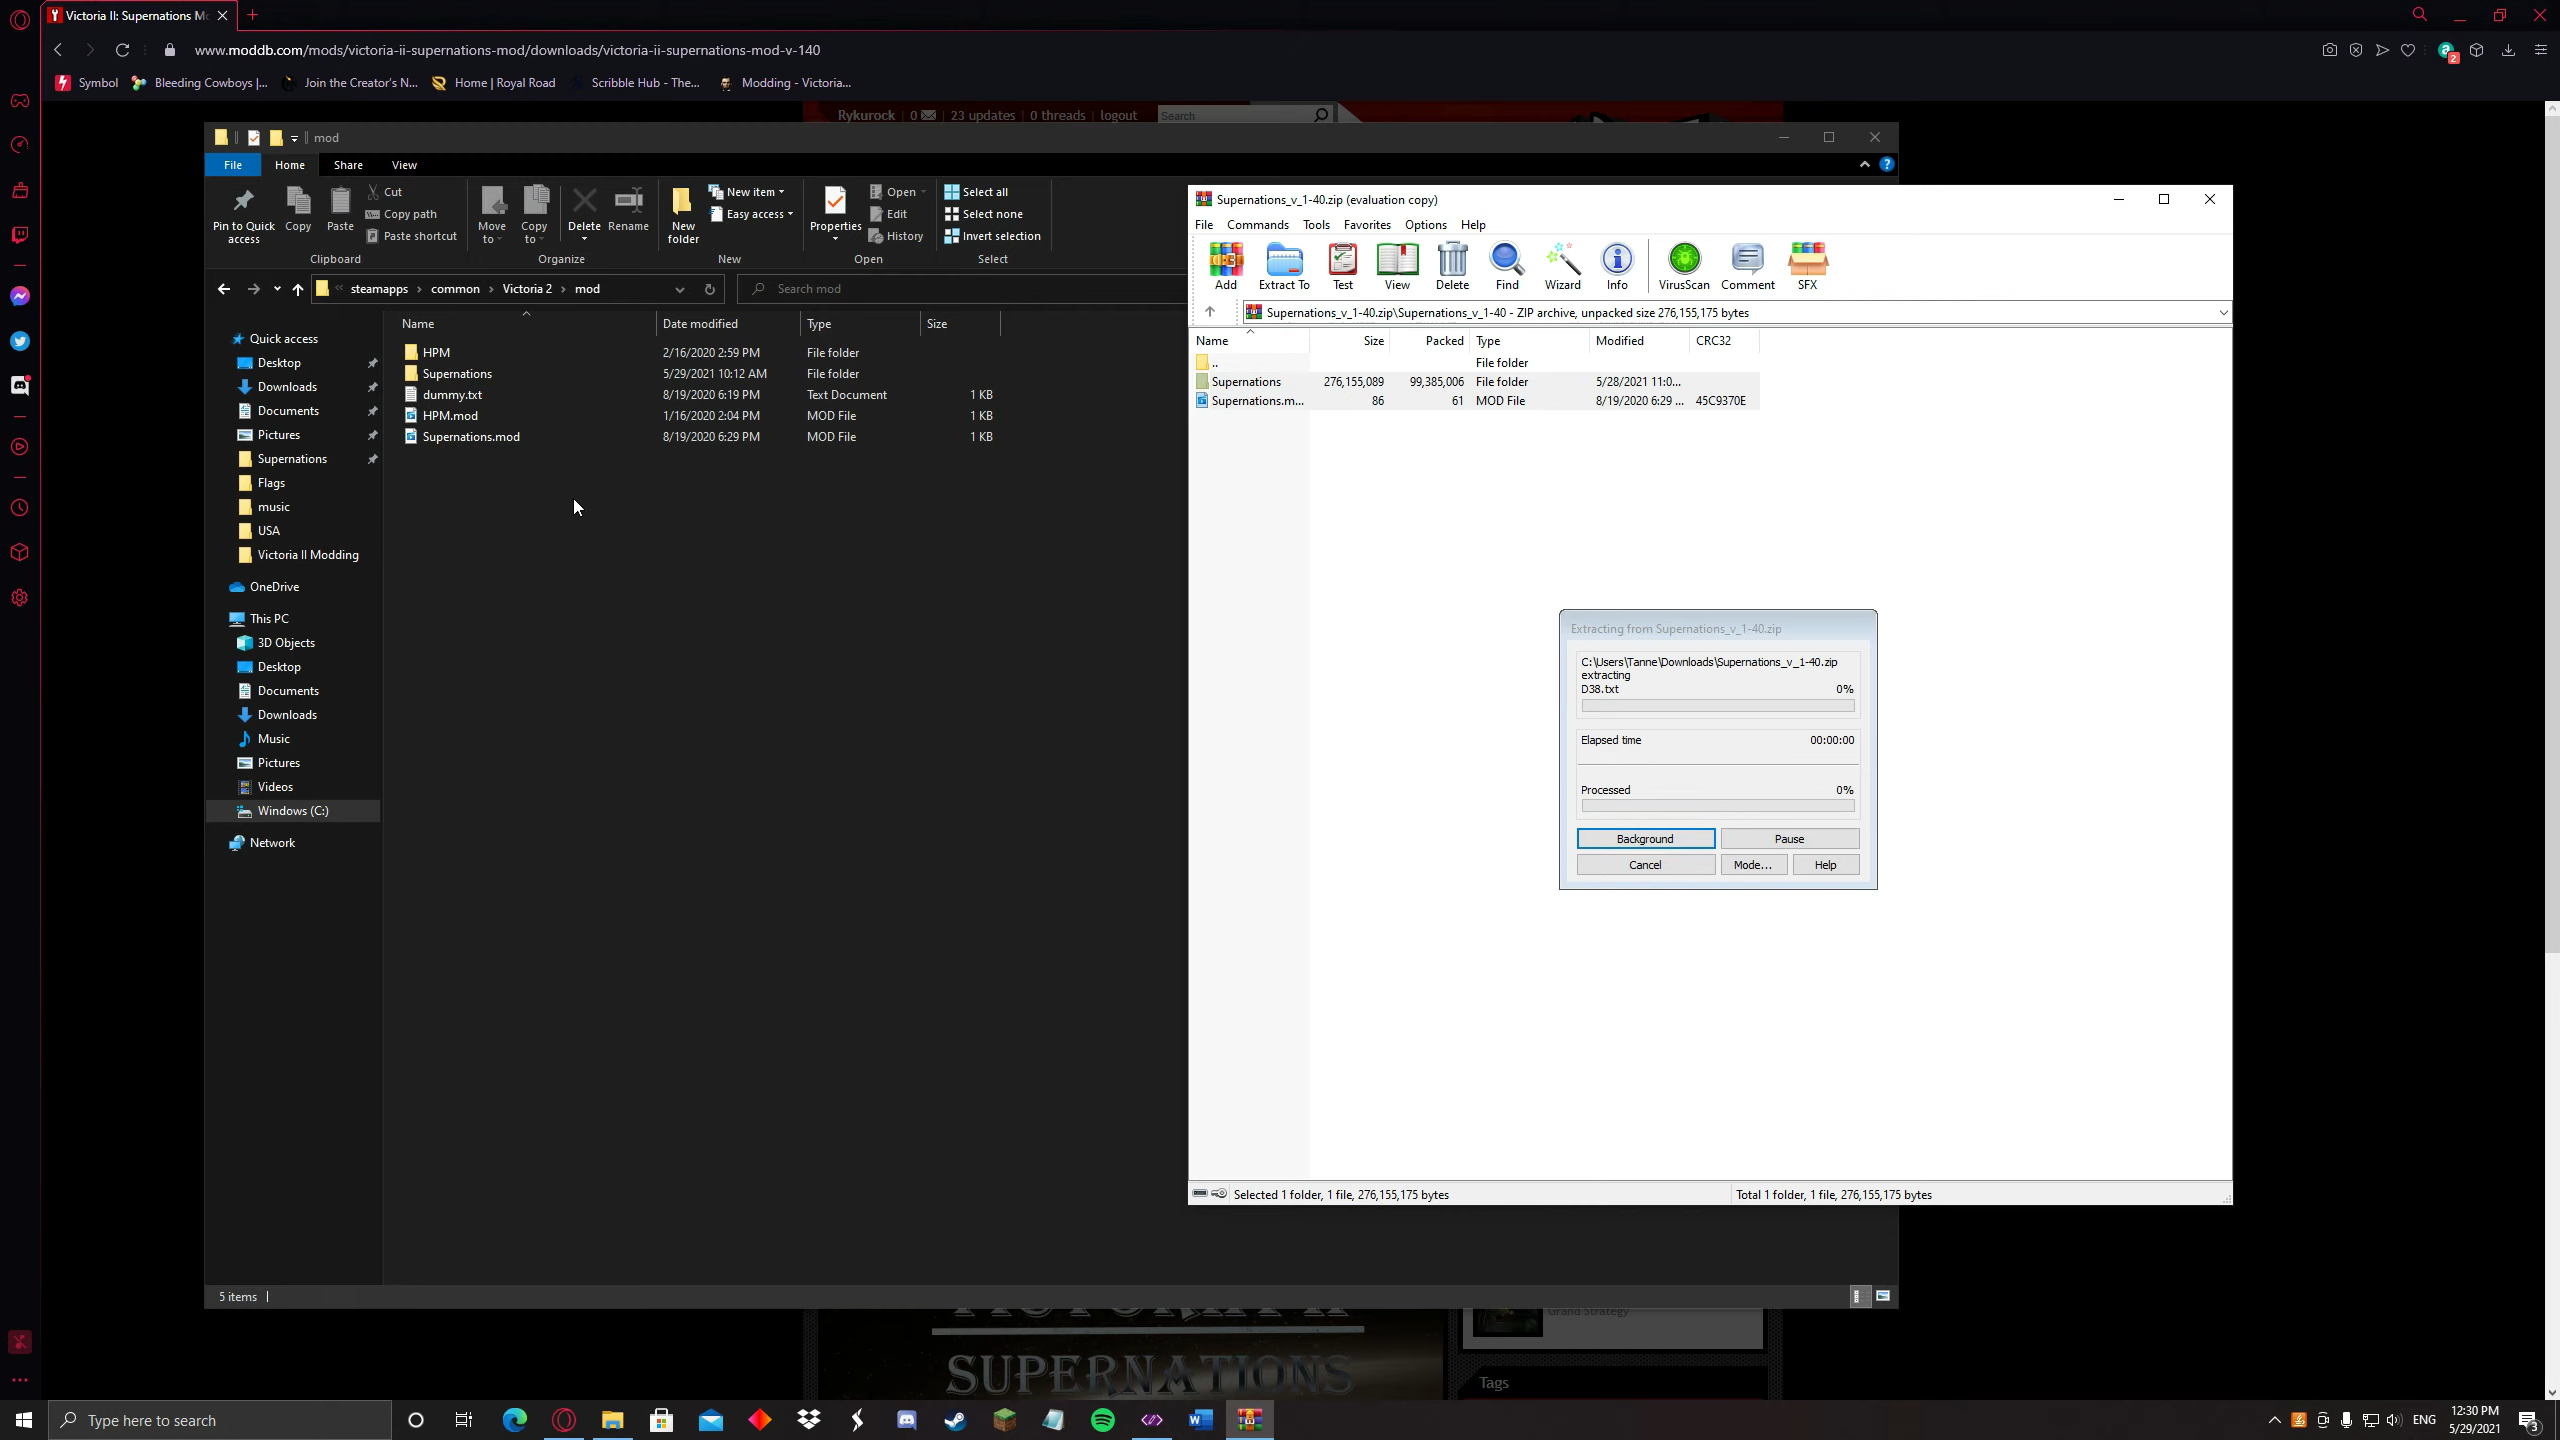 Victoria II: Supernations Mo
www.moddb.com/mods/victoria-ii-supernations-mod/downloads/victoria-ii-supernations-mod-v-140
2
Symbol Bleeding Cowboys |... Join the Creator's N... Home | Royal Road Scribble Hub - The... Modding - Victoria...
Rykurock | 0 | 23 updates | 0 threads | logout Search
mod
File Home Share View
Pin to Quick access Copy Paste Cut Copy path Paste shortcut Move to Copy to Delete Rename New folder New item Easy access Properties Open Edit History Select all Select none Invert selection
Clipboard Organize New Open Select
« steamapps › common › Victoria 2 › mod Search mod
Name Date modified Type Size
HPM 2/16/2020 2:59 PM File folder
Supernations 5/29/2021 10:12 AM File folder
dummy.txt 8/19/2020 6:19 PM Text Document 1 KB
HPM.mod 1/16/2020 2:04 PM MOD File 1 KB
Supernations.mod 8/19/2020 6:29 PM MOD File 1 KB
Quick access
Desktop
Downloads
Documents
Pictures
Supernations
Flags
music
USA
Victoria II Modding
OneDrive
This PC
3D Objects
Desktop
Documents
Downloads
Music
Pictures
Videos
Windows (C:)
Network
5 items
Supernations_v_1-40.zip (evaluation copy)
File Commands Tools Favorites Options Help
Add Extract To Test View Delete Find Wizard Info VirusScan Comment SFX
Supernations_v_1-40.zip\Supernations_v_1-40 - ZIP archive, unpacked size 276,155,175 bytes
Name Size Packed Type Modified CRC32
.. File folder
Supernations 276,155,089 99,385,006 File folder 5/28/2021 11:0...
Supernations.m... 86 61 MOD File 8/19/2020 6:29 ... 45C9370E
Extracting from Supernations_v_1-40.zip
C:\Users\Tanne\Downloads\Supernations_v_1-40.zip
extracting
D38.txt 0%
Elapsed time 00:00:00
Processed 0%
Background Pause
Cancel Mode... Help
Selected 1 folder, 1 file, 276,155,175 bytes Total 1 folder, 1 file, 276,155,175 bytes
Grand Strategy
SUPERNATIONS
Tags
Type here to search
ENG
12:30 PM
5/29/2021
3